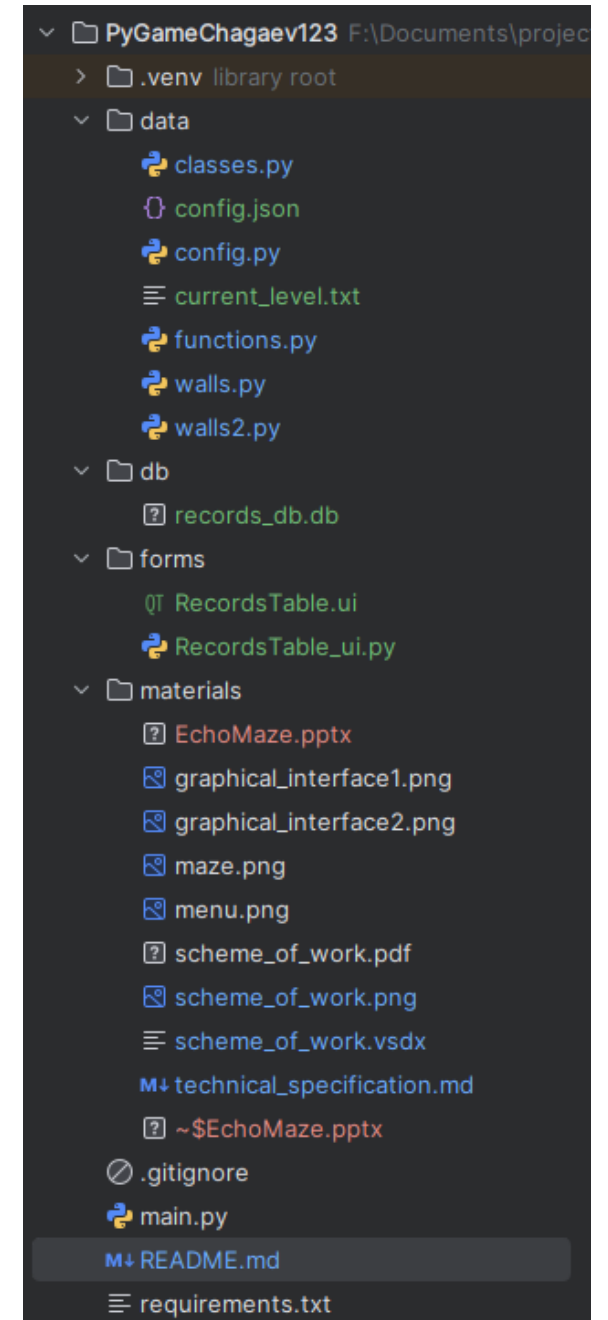 PyGameChagaev123 F:\Documents\projec
.venv library root
data
classes.py
config.json
config.py
current_level.txt
functions.py
walls.py
walls2.py
db
records_db.db
forms
QT RecordsTable.ui
RecordsTable_ui.py
materials
EchoMaze.pptx
graphical_interface1.png
graphical_interface2.png
maze.png
menu.png
scheme_of_work.pdf
scheme_of_work.png
scheme_of_work.vsdx
M↓ technical_specification.md
~$EchoMaze.pptx
.gitignore
main.py
M↓ README.md
requirements.txt